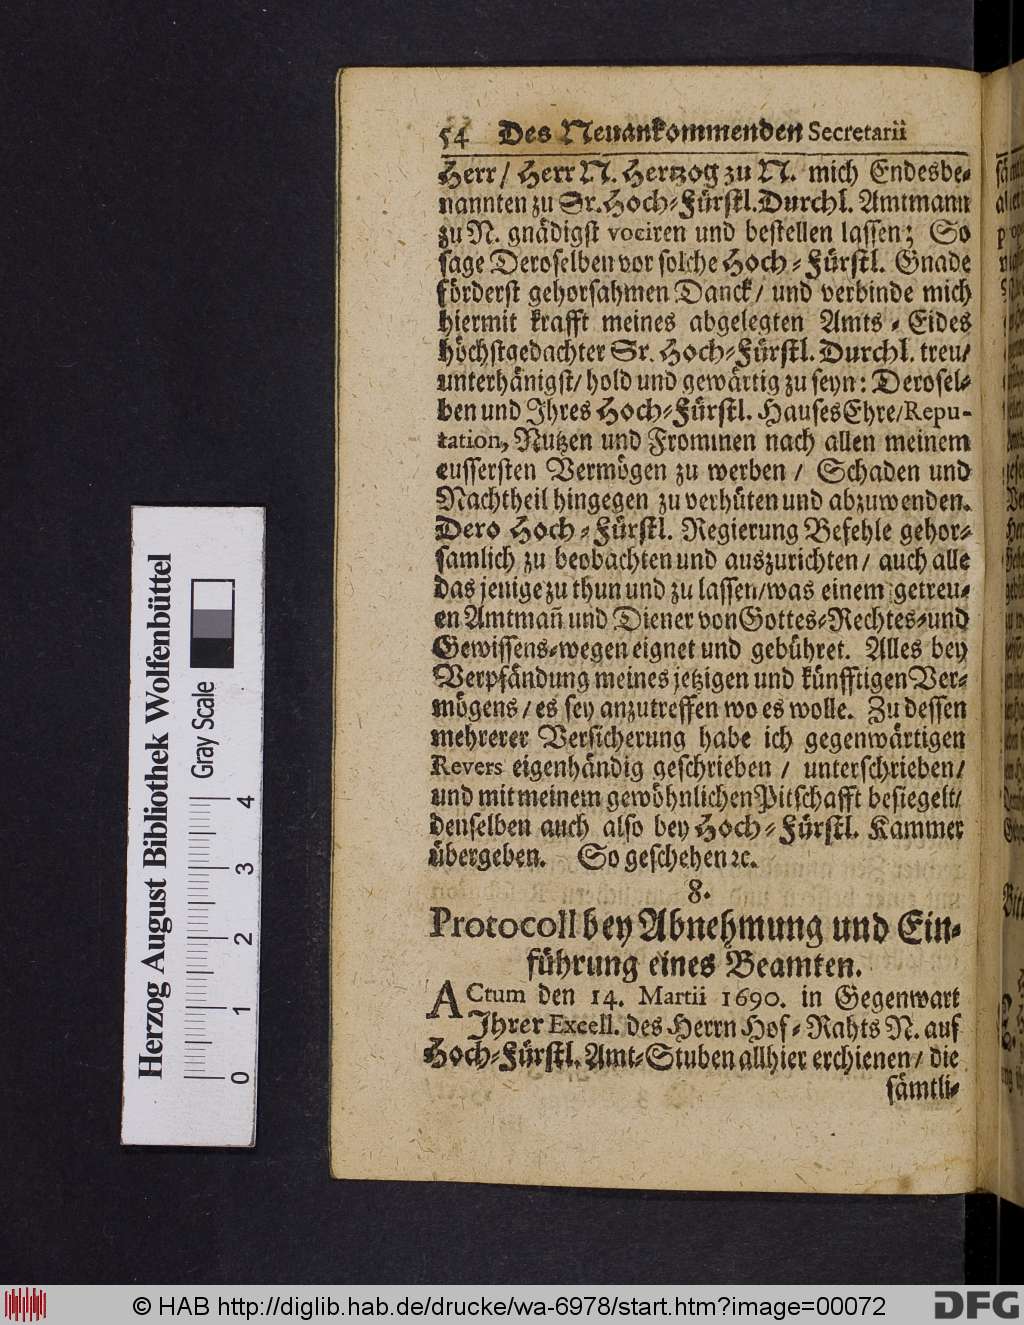 54 Des Neuankommenden Secretarii
Herr / Herr N. Hertzog zu N. mich Endesbe⸗
nannten zu Sr. Hoch⸗Fürstl. Durchl. Amtmann
zu N. gnädigst vociren und bestellen lassen; So
sage Deroselben vor solche Hoch⸗Fürstl. Gnade
förderst gehorsahmen Danck / und verbinde mich
hiermit krafft meines abgelegten Amts⸗Eides
höchstgedachter Sr. Hoch⸗Fürstl. Durchl. treu /
unterhänigst / hold und gewärtig zu seyn: Derosel⸗
ben und Ihres Hoch⸗Fürstl. Hauses Ehre / Repu-
tation, Nutzen und Frommen nach allen meinem
eussersten Vermögen zu werben / Schaden und
Nachtheil hingegen zu verhüten und abzuwenden.
Dero Hoch⸗Fürstl. Regierung Befehle gehor⸗
samlich zu beobachten und auszurichten / auch alle
das jenige zu thun und zu lassen / was einem getreu⸗
en Amtmañ und Diener von Gottes⸗Rechtes⸗und
Gewissens⸗wegen eignet und gebühret. Alles bey
Verpfändung meines jetzigen und künfftigen Ver⸗
mögens / es sey anzutreffen wo es wolle. Zu dessen
mehrerer Versicherung habe ich gegenwärtigen
Revers eigenhändig geschrieben / unterschrieben /
und mit meinem gewöhnlichen Pitschafft besiegelt /
denselben auch also bey Hoch⸗Fürstl. Kammer
übergeben. So geschehen ꝛc.
8.
Protocoll bey Abnehmung und Ein⸗
führung eines Beamten.
ACtum den 14. Martii 1690. in Gegenwart
Ihrer Excell. des Herrn Hof⸗Rahts N. auf
Hoch⸗Fürstl. Amt⸗Stuben allhier erchienen / die
sämtli⸗
Herzog August Bibliothek Wolfenbüttel
Gray Scale
0 1 2 3 4
© HAB http://diglib.hab.de/drucke/wa-6978/start.htm?image=00072
DFG